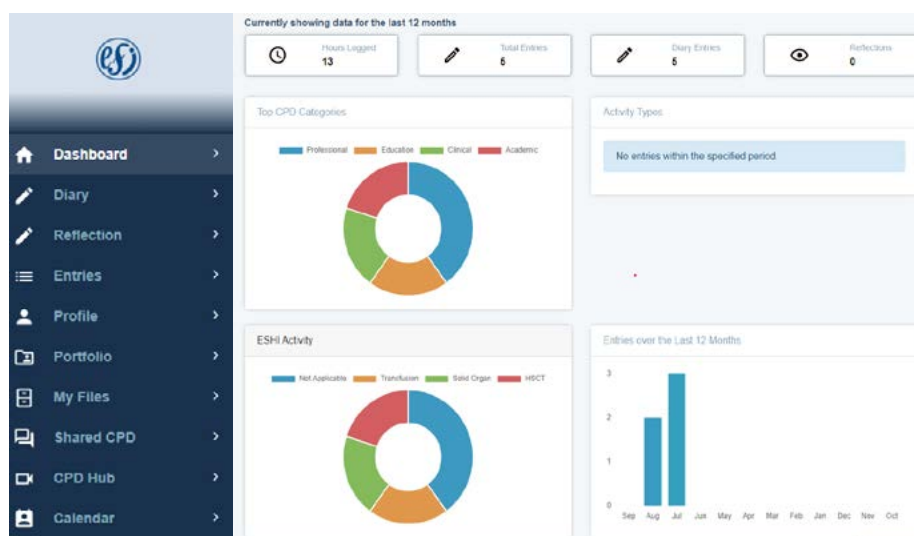 efi
Dashboard
Diary
Reflection
Entries
Profile
Portfolio
My Files
Shared CPD
CPD Hub
Calendar
Currently showing data for the last 12 months
Hours Logged
13
Total Entries
5
Diary Entries
5
Reflections
0
Top CPD Categories
Professional Education Clinical Academic
Activity Types
No entries within the specified period
ESHI Activity
Not Applicable Transfusion Solid Organ HSCT
Entries over the Last 12 Months
3
2
1
0
Sep Aug Jul Jun May Apr Mar Feb Jan Dec Nov Oct